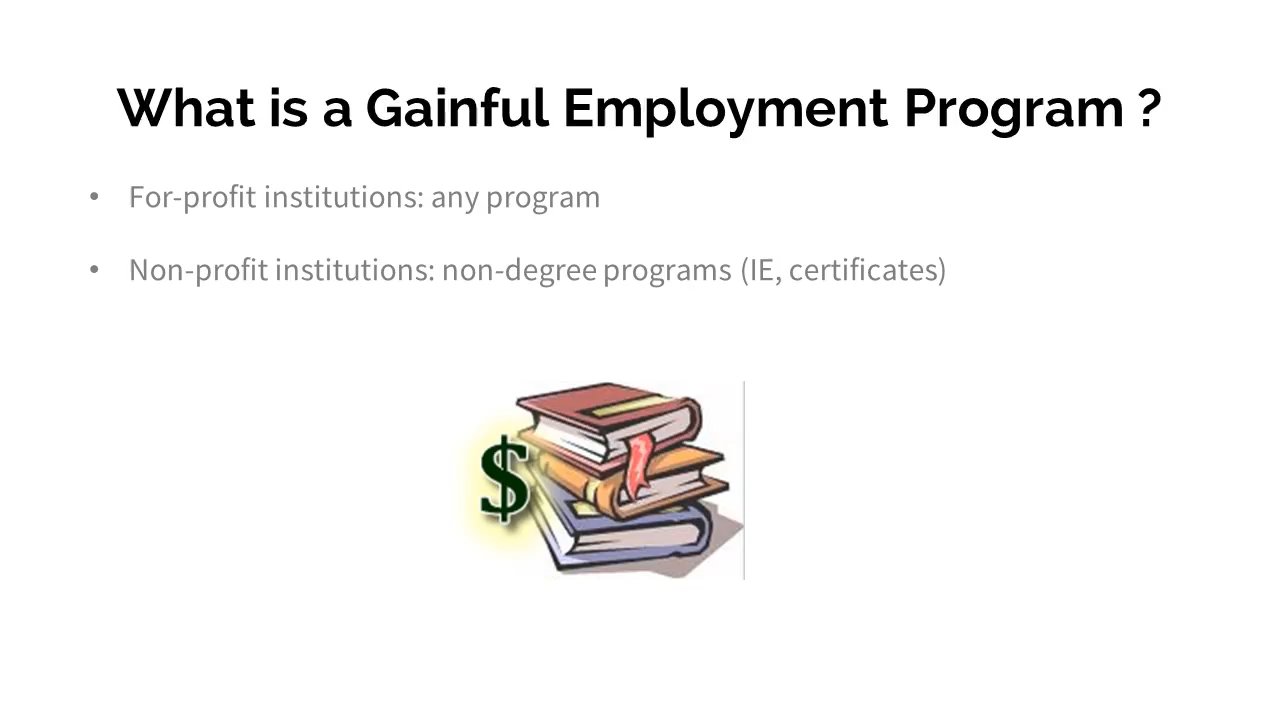 What is a Gainful Employment Program ?
• For-profit institutions: any program
• Non-profit institutions: non-degree programs (IE, certificates)
$